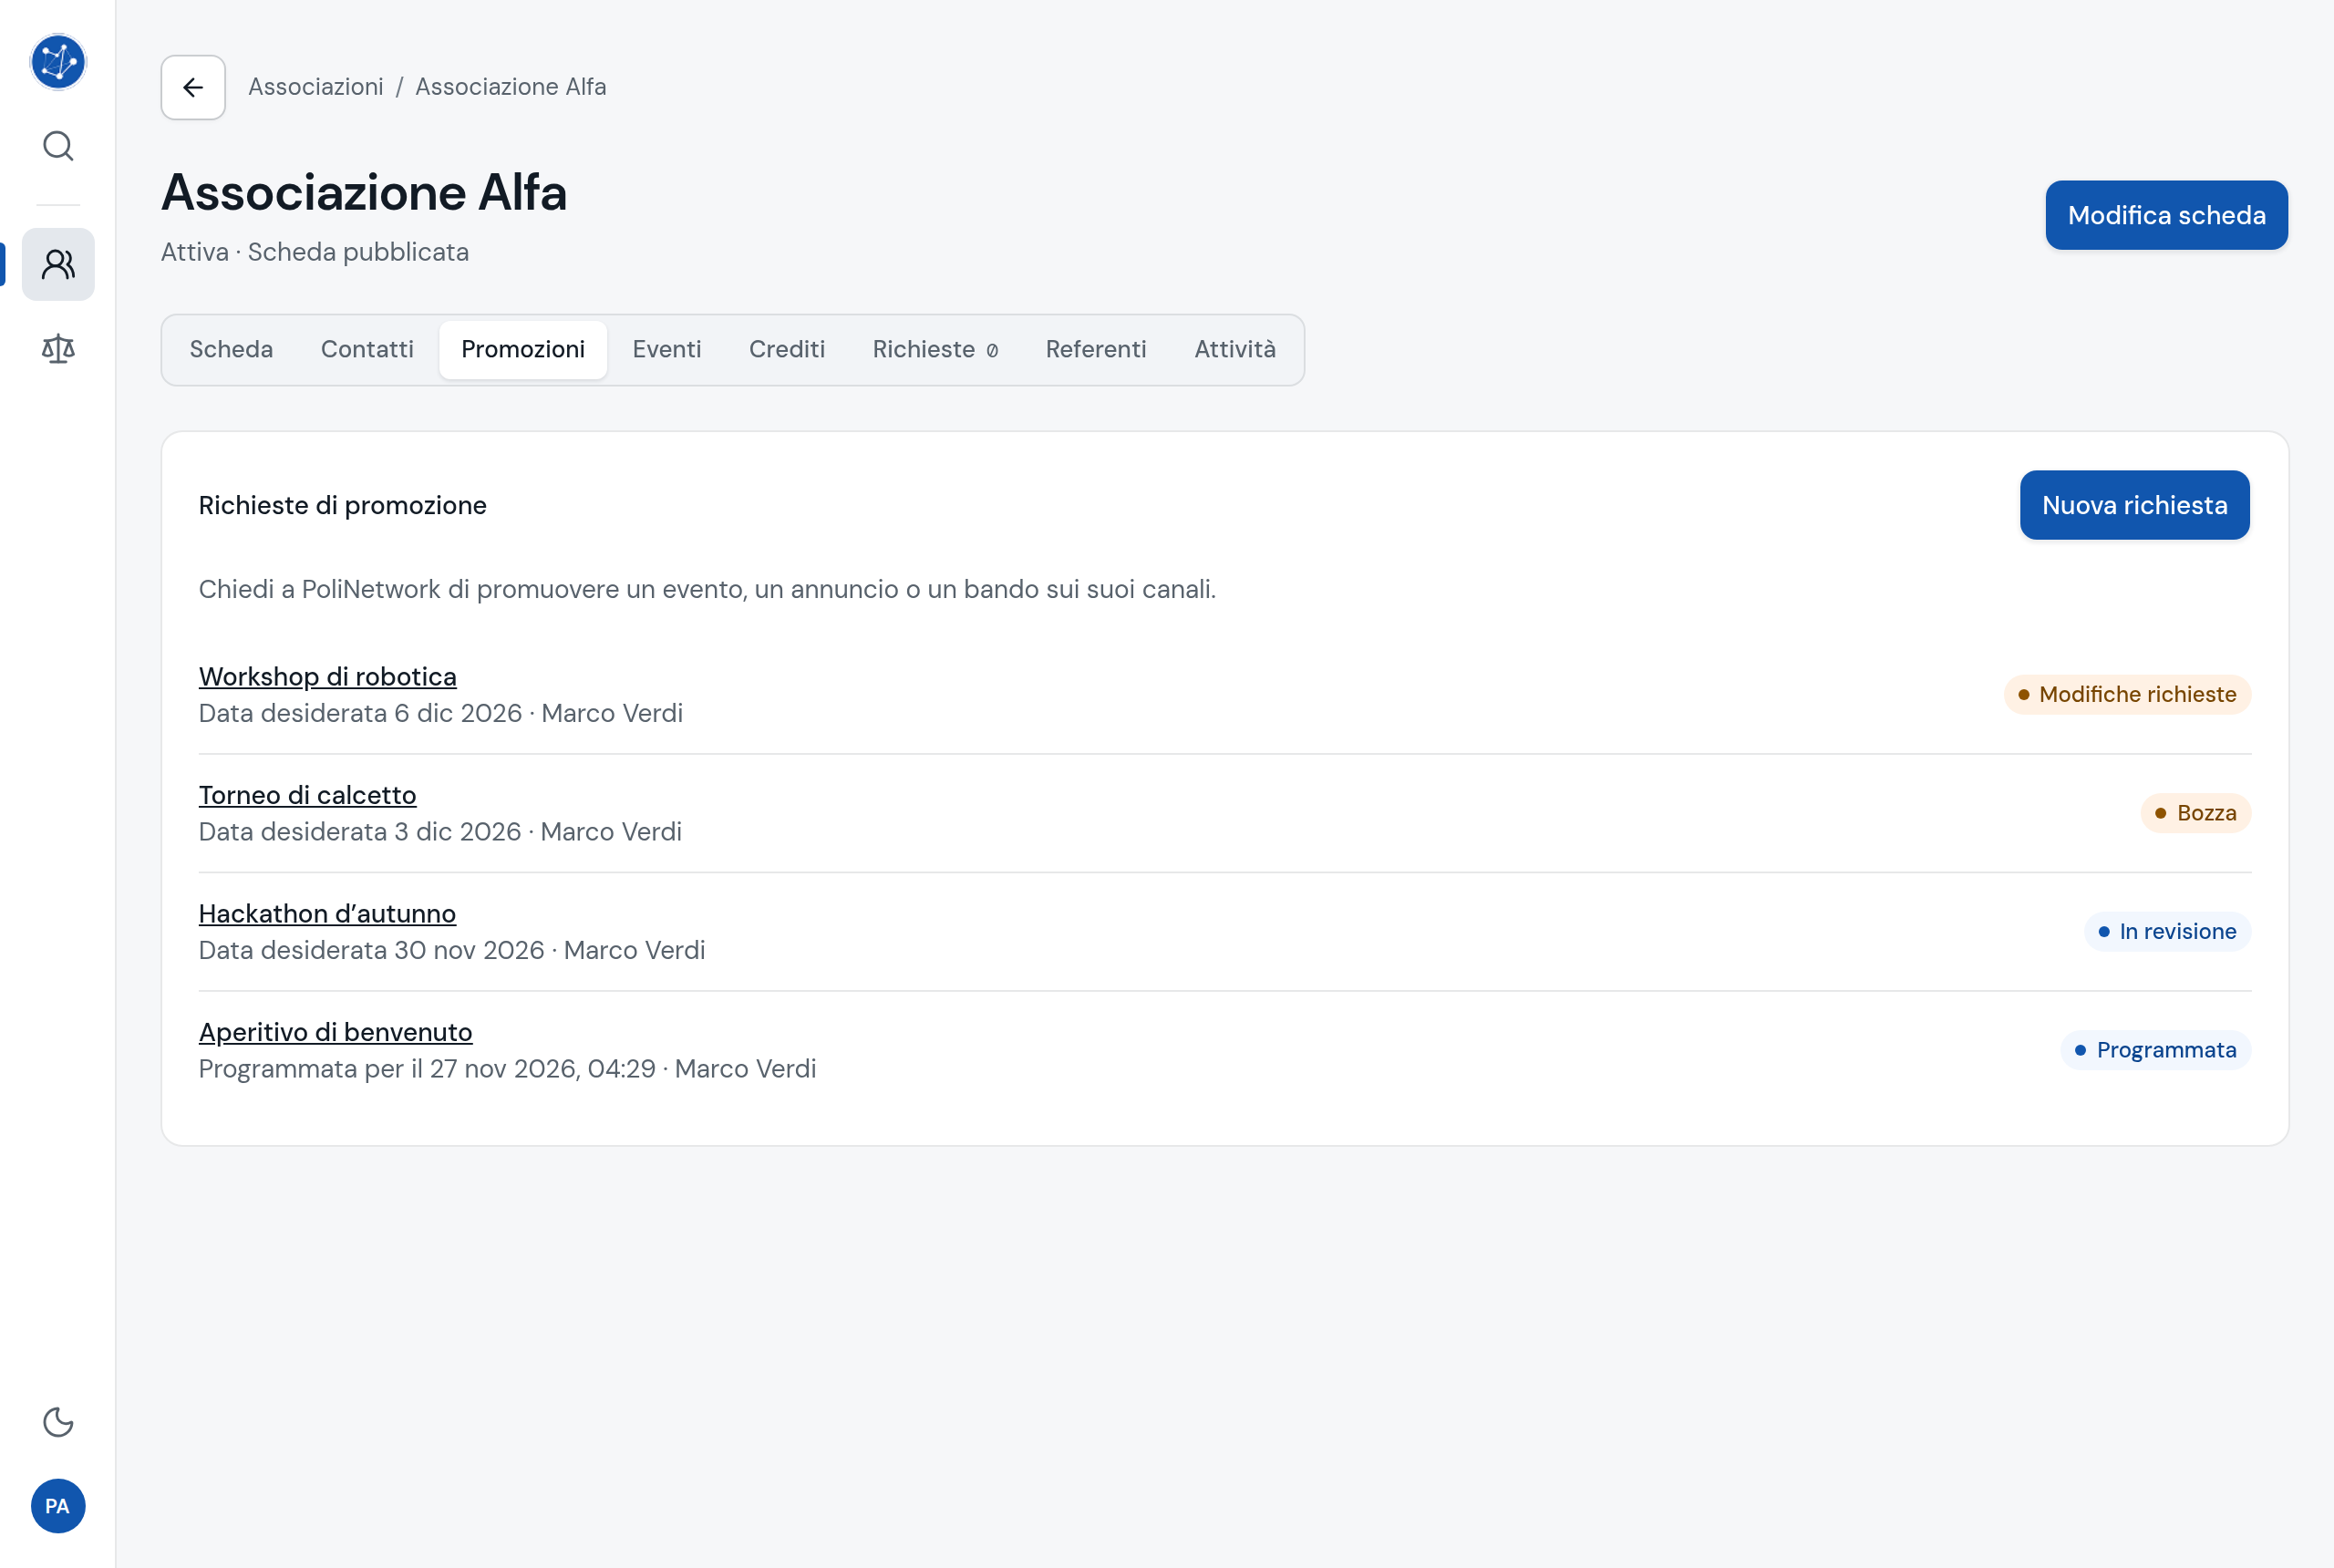 Associazioni / Associazione Alfa
Associazione Alfa
Attiva · Scheda pubblicata
Modifica scheda
Scheda Contatti Promozioni Eventi Crediti Richieste 0 Referenti Attività
Richieste di promozione
Nuova richiesta
Chiedi a PoliNetwork di promuovere un evento, un annuncio o un bando sui suoi canali.
Workshop di robotica
Data desiderata 6 dic 2026 · Marco Verdi
Modifiche richieste
Torneo di calcetto
Data desiderata 3 dic 2026 · Marco Verdi
Bozza
Hackathon d’autunno
Data desiderata 30 nov 2026 · Marco Verdi
In revisione
Aperitivo di benvenuto
Programmata per il 27 nov 2026, 04:29 · Marco Verdi
Programmata
PA